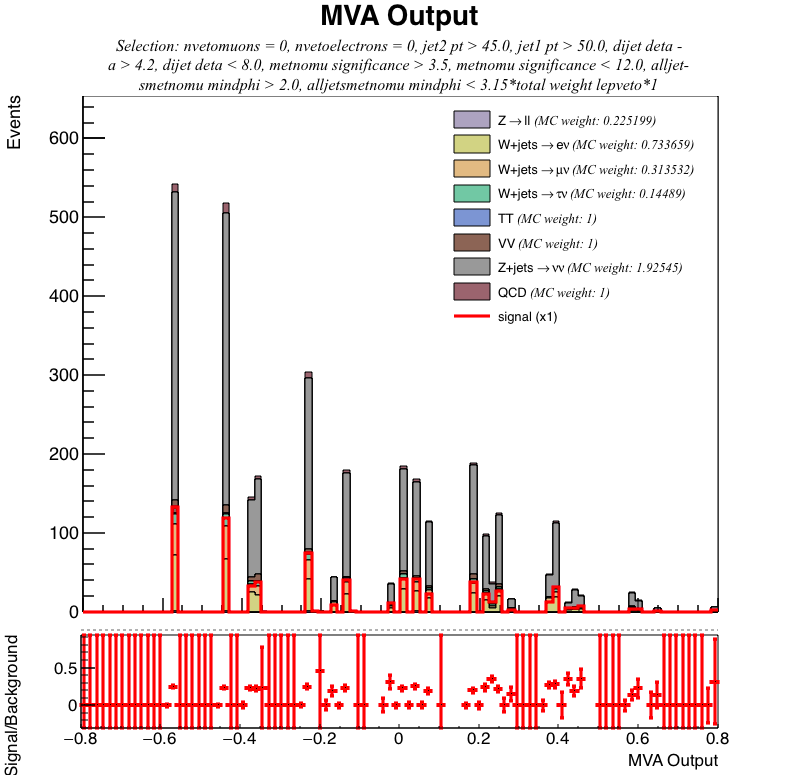 MVA Output
Selection: nvetomuons = 0, nvetoelectrons = 0, jet2 pt > 45.0, jet1 pt > 50.0, dijet deta -
a > 4.2, dijet deta < 8.0, metnomu significance > 3.5, metnomu significance < 12.0, alljet-
smetnomu mindphi > 2.0, alljetsmetnomu mindphi < 3.15*total weight lepveto*1
Events
600
500
400
300
200
100
0
Z→ll (MC weight: 0.225199)
W+jets→eν (MC weight: 0.733659)
W+jets→μν (MC weight: 0.313532)
W+jets→τν (MC weight: 0.14489)
TT (MC weight: 1)
VV (MC weight: 1)
Z+jets→νν (MC weight: 1.92545)
QCD (MC weight: 1)
signal (x1)
Signal/Background
0.5
0
−0.8 −0.6 −0.4 −0.2 0 0.2 0.4 0.6 0.8
MVA Output